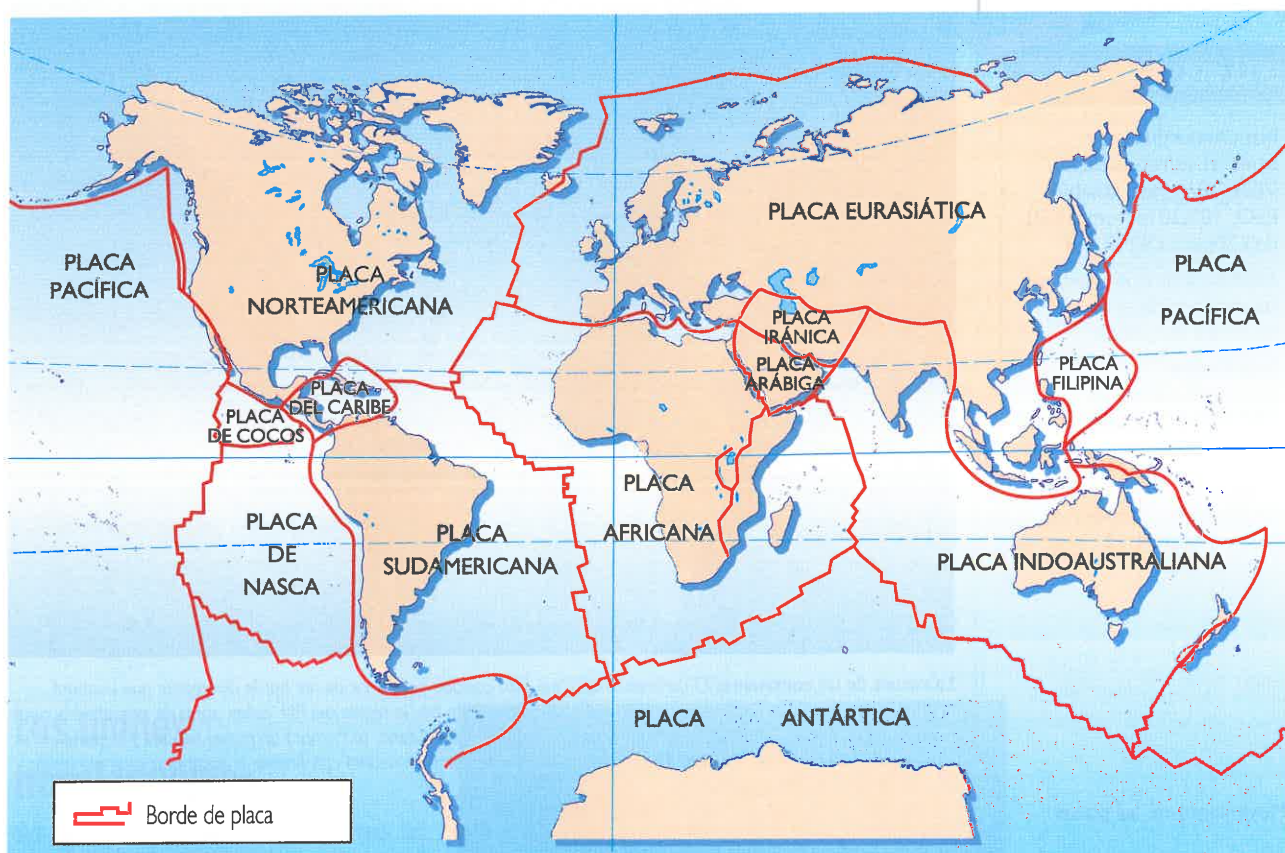 PLACA EURASIÁTICA
PLACA
PACÍFICA
PLACA
NORTEAMERICANA
PLACA
PACÍFICA
PLACA
IRÁNICA
PLACA
ARÁBIGA
PLACA
FILIPINA
PLACA
DEL CARIBE
PLACA
DE COCOS
PLACA
AFRICANA
PLACA
DE
NASCA
PLACA
SUDAMERICANA
PLACA INDOAUSTRALIANA
PLACA ANTÁRTICA
Borde de placa